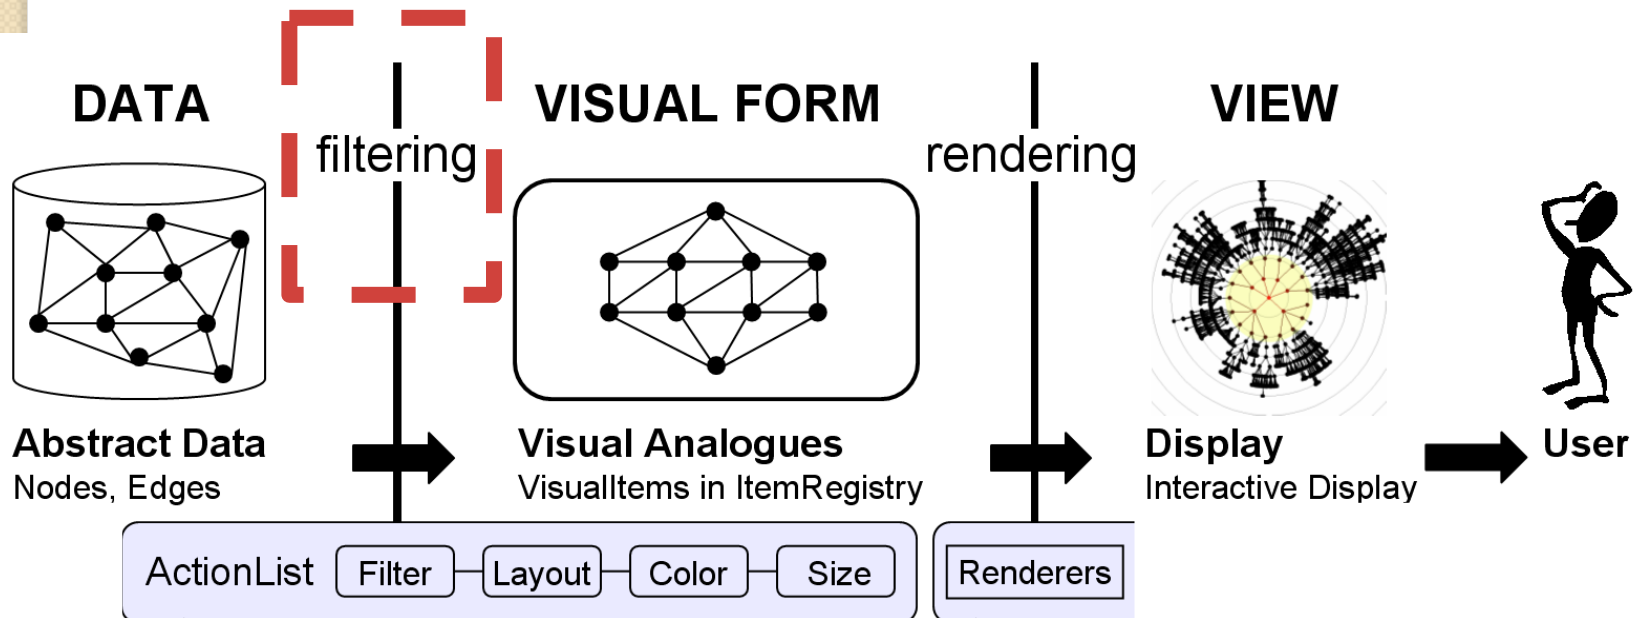 DATA
filtering
VISUAL FORM
rendering
VIEW
Abstract Data
Nodes, Edges
Visual Analogues
VisualItems in ItemRegistry
Display
Interactive Display
User
ActionList
Filter
Layout
Color
Size
Renderers